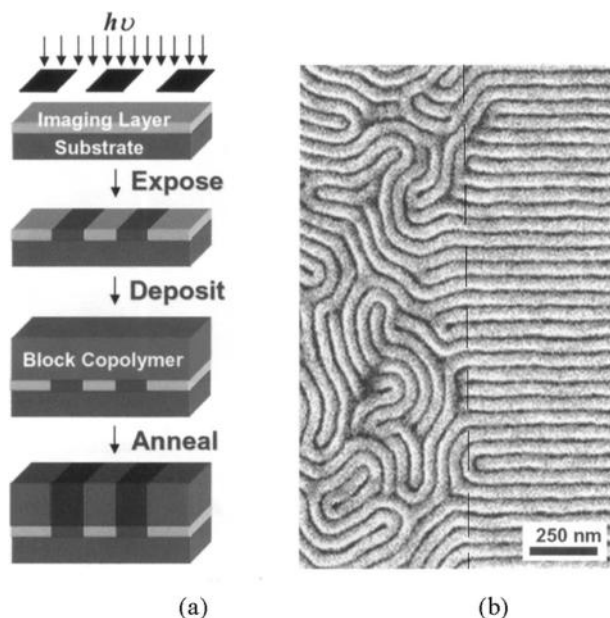 hυ
Imaging Layer
Substrate
Expose
Deposit
Block Copolymer
Anneal
250 nm
(a)
(b)